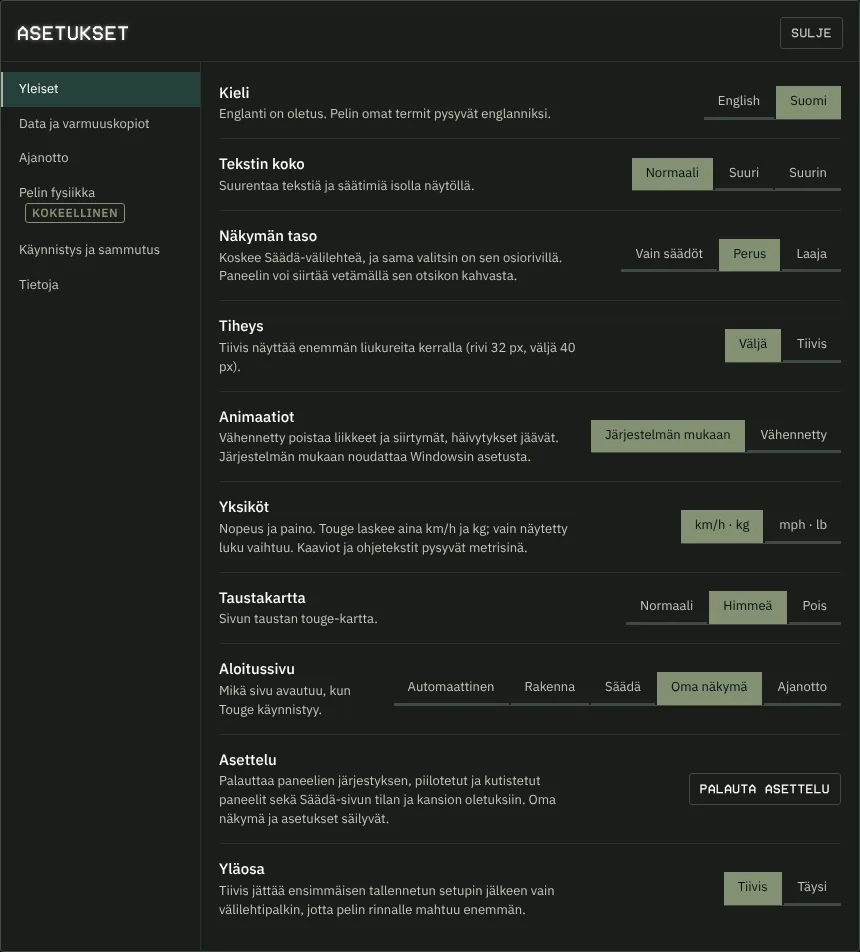 ASETUKSET
SULJE
Yleiset
Data ja varmuuskopiot
Ajanotto
Pelin fysiikka
KOKEELLINEN
Käynnistys ja sammutus
Tietoja
Kieli
Englanti on oletus. Pelin omat termit pysyvät englanniksi.
English Suomi
Tekstin koko
Suurentaa tekstiä ja säätimiä isolla näytöllä.
Normaali Suuri Suurin
Näkymän taso
Koskee Säädä-välilehteä, ja sama valitsin on sen osiorivillä.
Paneelin voi siirtää vetämällä sen otsikon kahvasta.
Vain säädöt Perus Laaja
Tiheys
Tiivis näyttää enemmän liukureita kerralla (rivi 32 px, väljä 40
px).
Väljä Tiivis
Animaatiot
Vähennetty poistaa liikkeet ja siirtymät, häivytykset jäävät.
Järjestelmän mukaan noudattaa Windowsin asetusta.
Järjestelmän mukaan Vähennetty
Yksiköt
Nopeus ja paino. Touge laskee aina km/h ja kg; vain näytetty
luku vaihtuu. Kaaviot ja ohjetekstit pysyvät metrisinä.
km/h · kg mph · lb
Taustakartta
Sivun taustan touge-kartta.
Normaali Himmeä Pois
Aloitussivu
Mikä sivu avautuu, kun
Touge käynnistyy.
Automaattinen Rakenna Säädä Oma näkymä Ajanotto
Asettelu
Palauttaa paneelien järjestyksen, piilotetut ja kutistetut
paneelit sekä Säädä-sivun tilan ja kansion oletuksiin. Oma
näkymä ja asetukset säilyvät.
PALAUTA ASETTELU
Yläosa
Tiivis jättää ensimmäisen tallennetun setupin jälkeen vain
välilehtipalkin, jotta pelin rinnalle mahtuu enemmän.
Tiivis Täysi